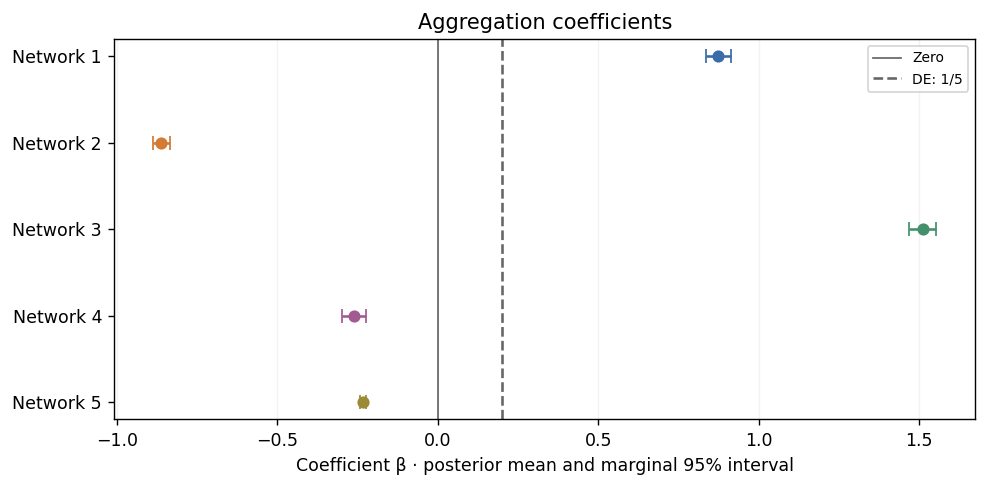 Aggregation coefficients
Network 1
Network 2
Network 3
Network 4
Network 5
Zero
DE: 1/5
−1.0
−0.5
0.0
0.5
1.0
1.5
Coefficient β · posterior mean and marginal 95% interval